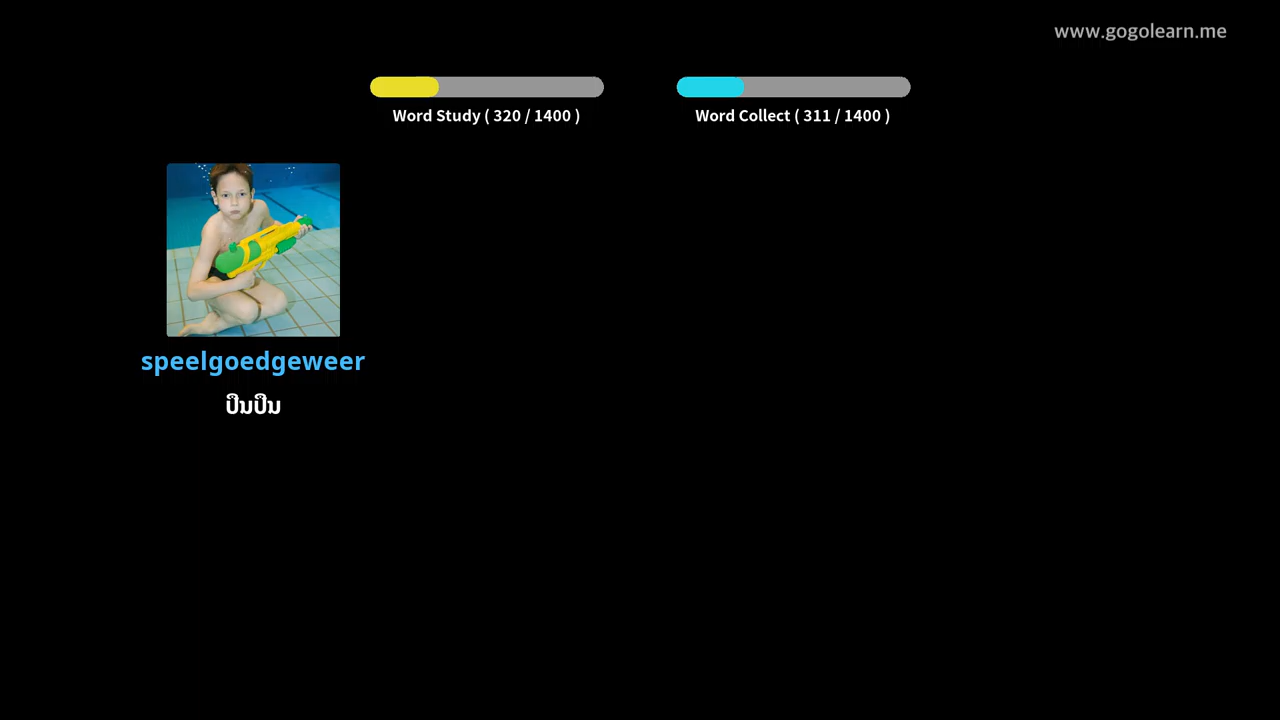 www.gogolearn.me
Word Study ( 320 / 1400 )
Word Collect ( 311 / 1400 )
speelgoedgeweer
ປືນປືນ